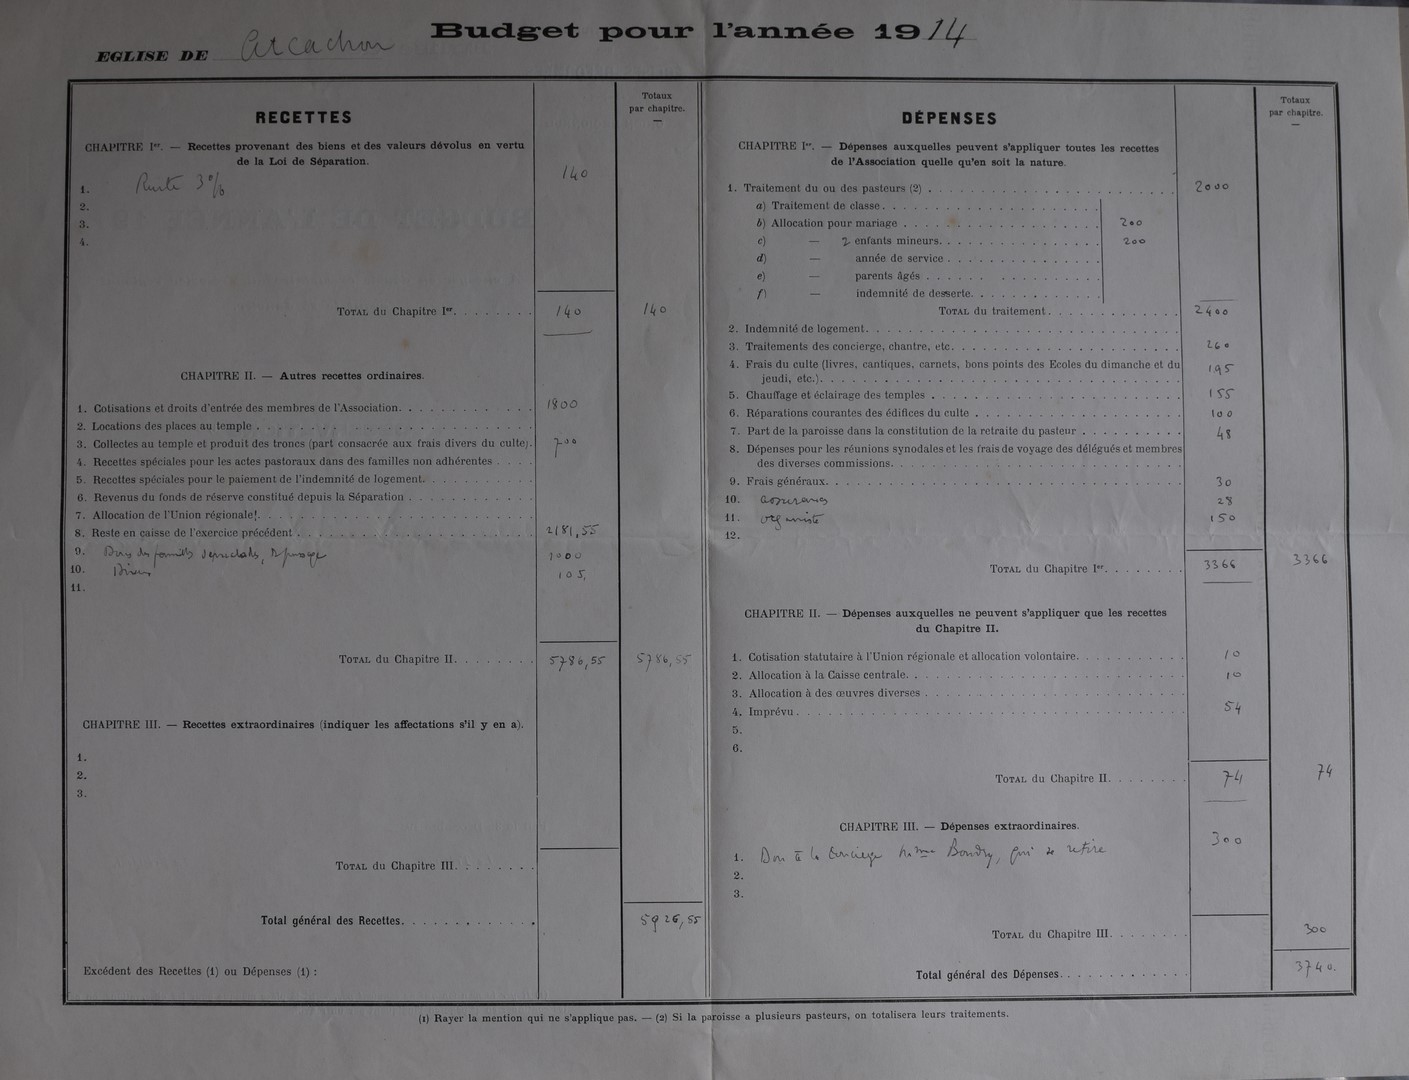 Budget pour l'année 1914
EGLISE DE Arcachon
RECETTES
Totaux
par chapitre.
CHAPITRE Ier. — Recettes provenant des biens et des valeurs dévolus en vertu
de la Loi de Séparation.
1. Rente 3% 140
2.
3.
4.
TOTAL du Chapitre Ier. 140 140
CHAPITRE II. — Autres recettes ordinaires.
1. Cotisations et droits d'entrée des membres de l'Association. 1800
2. Locations des places au temple
3. Collectes au temple et produit des troncs (part consacrée aux frais divers du culte). 700
4. Recettes spéciales pour les actes pastoraux dans des familles non adhérentes
5. Recettes spéciales pour le paiement de l'indemnité de logement.
6. Revenus du fonds de réserve constitué depuis la Séparation
7. Allocation de l'Union régionale
8. Reste en caisse de l'exercice précédent 2181,55
9. Dons de familles de passage 1000
10. Divers 105,
11.
TOTAL du Chapitre II. 5786,55 5786,55
CHAPITRE III. — Recettes extraordinaires (indiquer les affectations s'il y en a).
1.
2.
3.
TOTAL du Chapitre III.
Total général des Recettes. 5926,55
Excédent des Recettes (1) ou Dépenses (1) :
DÉPENSES
Totaux
par chapitre.
CHAPITRE Ier. — Dépenses auxquelles peuvent s'appliquer toutes les recettes
de l'Association quelle qu'en soit la nature.
1. Traitement du ou des pasteurs (2) 2000
a) Traitement de classe.
b) Allocation pour mariage 200
c) — 2 enfants mineurs. 200
d) — année de service
e) — parents âgés
f) — indemnité de desserte.
TOTAL du traitement. 2400
2. Indemnité de logement.
3. Traitements des concierge, chantre, etc. 260
4. Frais du culte (livres, cantiques, carnets, bons points des Ecoles du dimanche et du
jeudi, etc.). 195
5. Chauffage et éclairage des temples 155
6. Réparations courantes des édifices du culte 100
7. Part de la paroisse dans la constitution de la retraite du pasteur 48
8. Dépenses pour les réunions synodales et les frais de voyage des délégués et membres
des diverses commissions.
9. Frais généraux. 30
10. assurances 28
11. organiste 150
12.
TOTAL du Chapitre Ier. 3366 3366
CHAPITRE II. — Dépenses auxquelles ne peuvent s'appliquer que les recettes
du Chapitre II.
1. Cotisation statutaire à l'Union régionale et allocation volontaire. 10
2. Allocation à la Caisse centrale. 10
3. Allocation à des œuvres diverses
4. Imprévu 54
5.
6.
TOTAL du Chapitre II. 74 74
CHAPITRE III. — Dépenses extraordinaires.
1. Don à la concierge Mme Boudry, qui se retire 300
2.
3.
TOTAL du Chapitre III. 300
Total général des Dépenses. 3740.
(1) Rayer la mention qui ne s'applique pas. — (2) Si la paroisse a plusieurs pasteurs, on totalisera leurs traitements.